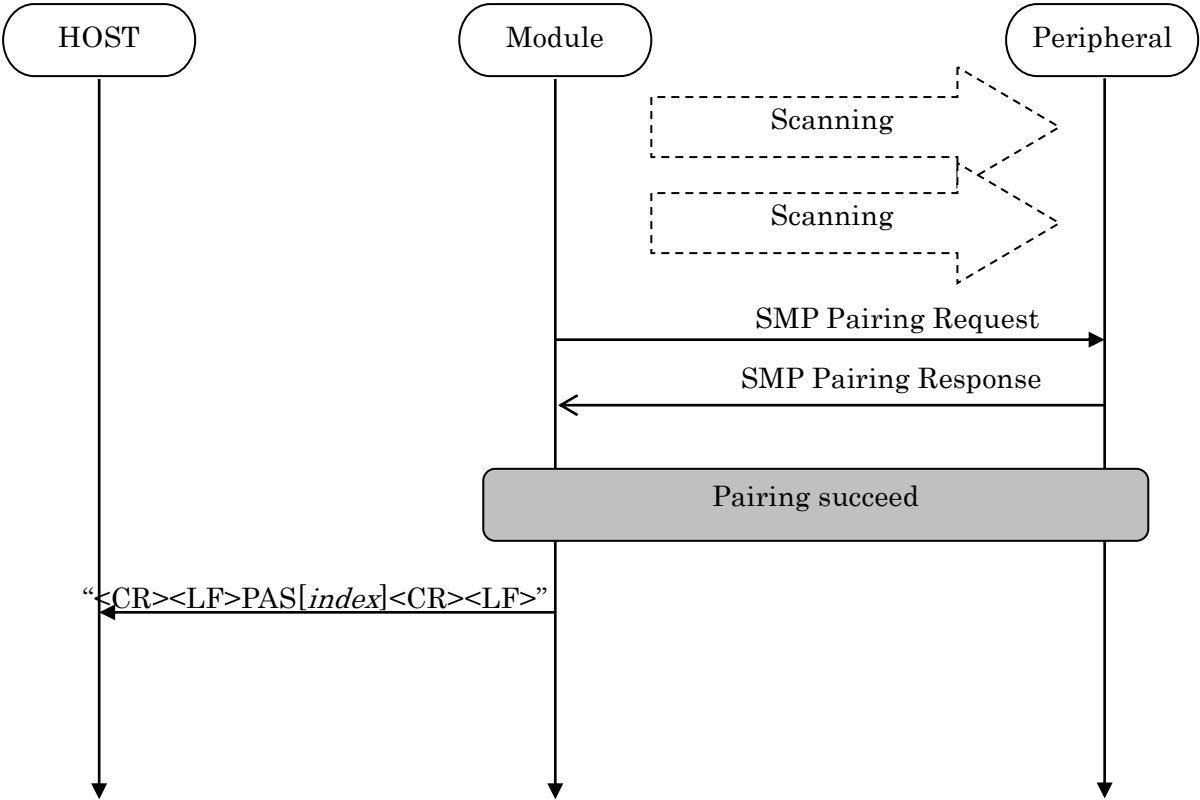 HOST
Module
Peripheral
Scanning
Scanning
SMP Pairing Request
SMP Pairing Response
Pairing succeed
“<CR><LF>PAS[index]<CR><LF>”